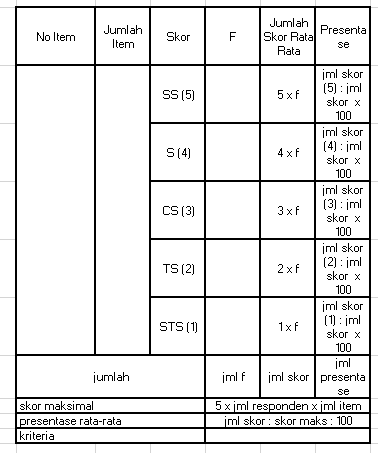 No Item Jumlah Item Skor F Jumlah Skor Rata Rata Presenta se
SS (5) 5 x f jml skor (5) : jml skor x 100
S (4) 4 x f jml skor (4) : jml skor x 100
CS (3) 3 x f jml skor (3) : jml skor x 100
TS (2) 2 x f jml skor (2) : jml skor x 100
STS (1) 1 x f jml skor (1) : jml skor x 100
jumlah jml f jml skor jml presenta se
skor maksimal 5 x jml responden x jml item
presentase rata-rata jml skor : skor maks : 100
kriteria